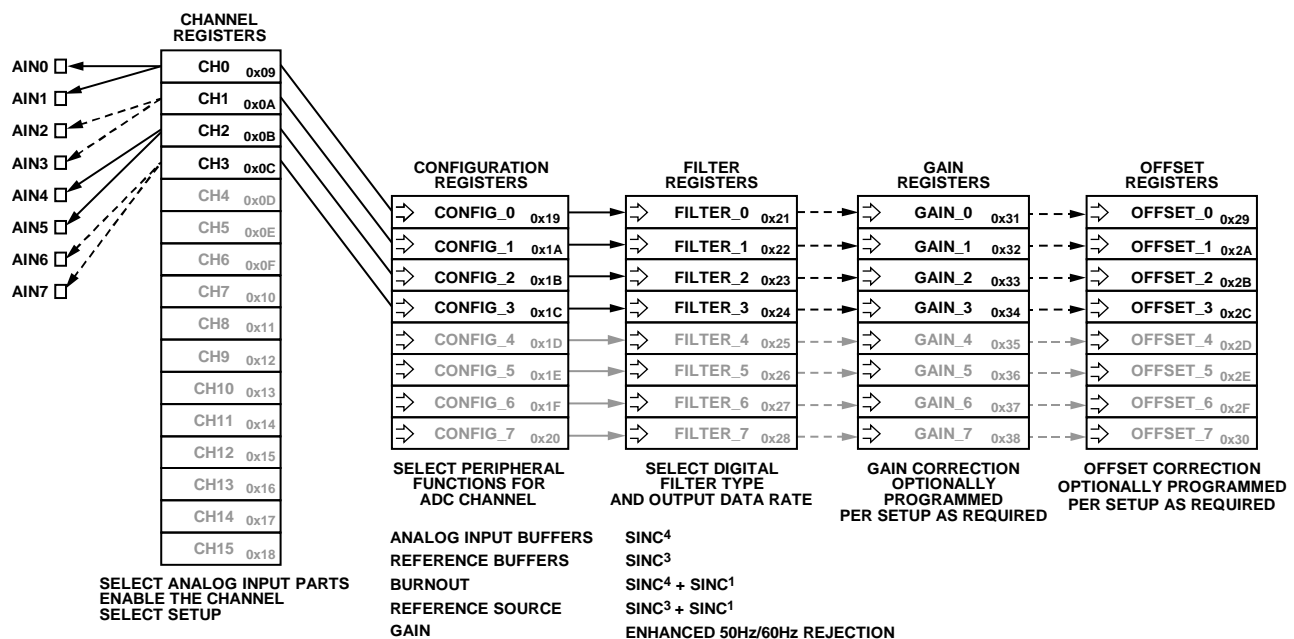 CHANNEL
REGISTERS
AIN0
AIN1
AIN2
AIN3
AIN4
AIN5
AIN6
AIN7
CH0 0x09
CH1 0x0A
CH2 0x0B
CH3 0x0C
CH4 0x0D
CH5 0x0E
CH6 0x0F
CH7 0x10
CH8 0x11
CH9 0x12
CH10 0x13
CH11 0x14
CH12 0x15
CH13 0x16
CH14 0x17
CH15 0x18
SELECT ANALOG INPUT PARTS
ENABLE THE CHANNEL
SELECT SETUP
CONFIGURATION
REGISTERS
CONFIG_0 0x19
CONFIG_1 0x1A
CONFIG_2 0x1B
CONFIG_3 0x1C
CONFIG_4 0x1D
CONFIG_5 0x1E
CONFIG_6 0x1F
CONFIG_7 0x20
SELECT PERIPHERAL
FUNCTIONS FOR
ADC CHANNEL
ANALOG INPUT BUFFERS
REFERENCE BUFFERS
BURNOUT
REFERENCE SOURCE
GAIN
FILTER
REGISTERS
FILTER_0 0x21
FILTER_1 0x22
FILTER_2 0x23
FILTER_3 0x24
FILTER_4 0x25
FILTER_5 0x26
FILTER_6 0x27
FILTER_7 0x28
SELECT DIGITAL
FILTER TYPE
AND OUTPUT DATA RATE
SINC⁴
SINC³
SINC⁴ + SINC¹
SINC³ + SINC¹
ENHANCED 50Hz/60Hz REJECTION
GAIN
REGISTERS
GAIN_0 0x31
GAIN_1 0x32
GAIN_2 0x33
GAIN_3 0x34
GAIN_4 0x35
GAIN_5 0x36
GAIN_6 0x37
GAIN_7 0x38
GAIN CORRECTION
OPTIONALLY
PROGRAMMED
PER SETUP AS REQUIRED
OFFSET
REGISTERS
OFFSET_0 0x29
OFFSET_1 0x2A
OFFSET_2 0x2B
OFFSET_3 0x2C
OFFSET_4 0x2D
OFFSET_5 0x2E
OFFSET_6 0x2F
OFFSET_7 0x30
OFFSET CORRECTION
OPTIONALLY PROGRAMMED
PER SETUP AS REQUIRED